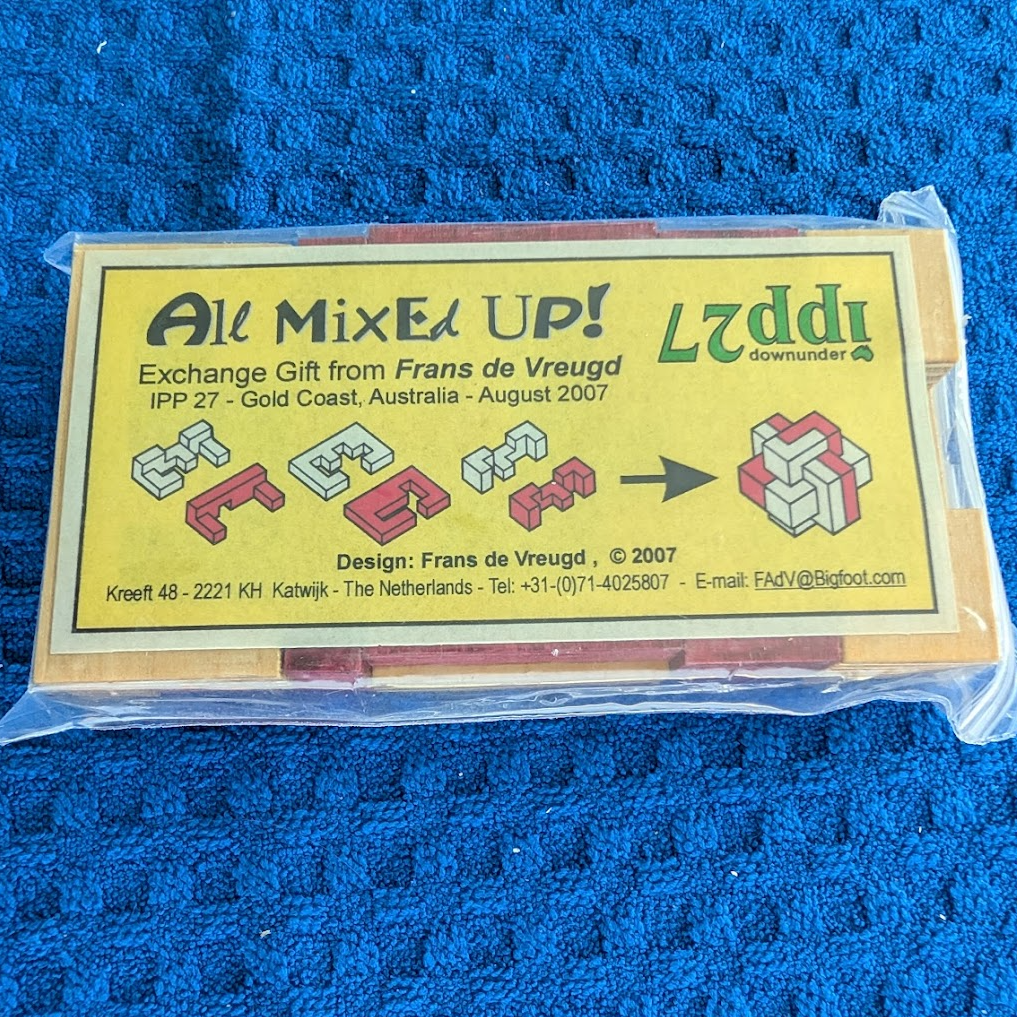 All MixEd UP!
Exchange Gift from Frans de Vreugd
IPP 27 - Gold Coast, Australia - August 2007
IPP27
downunder
Design: Frans de Vreugd , © 2007
Kreeft 48 - 2221 KH Katwijk - The Netherlands - Tel: +31-(0)71-4025807 - E-mail: FAdV@Bigfoot.com